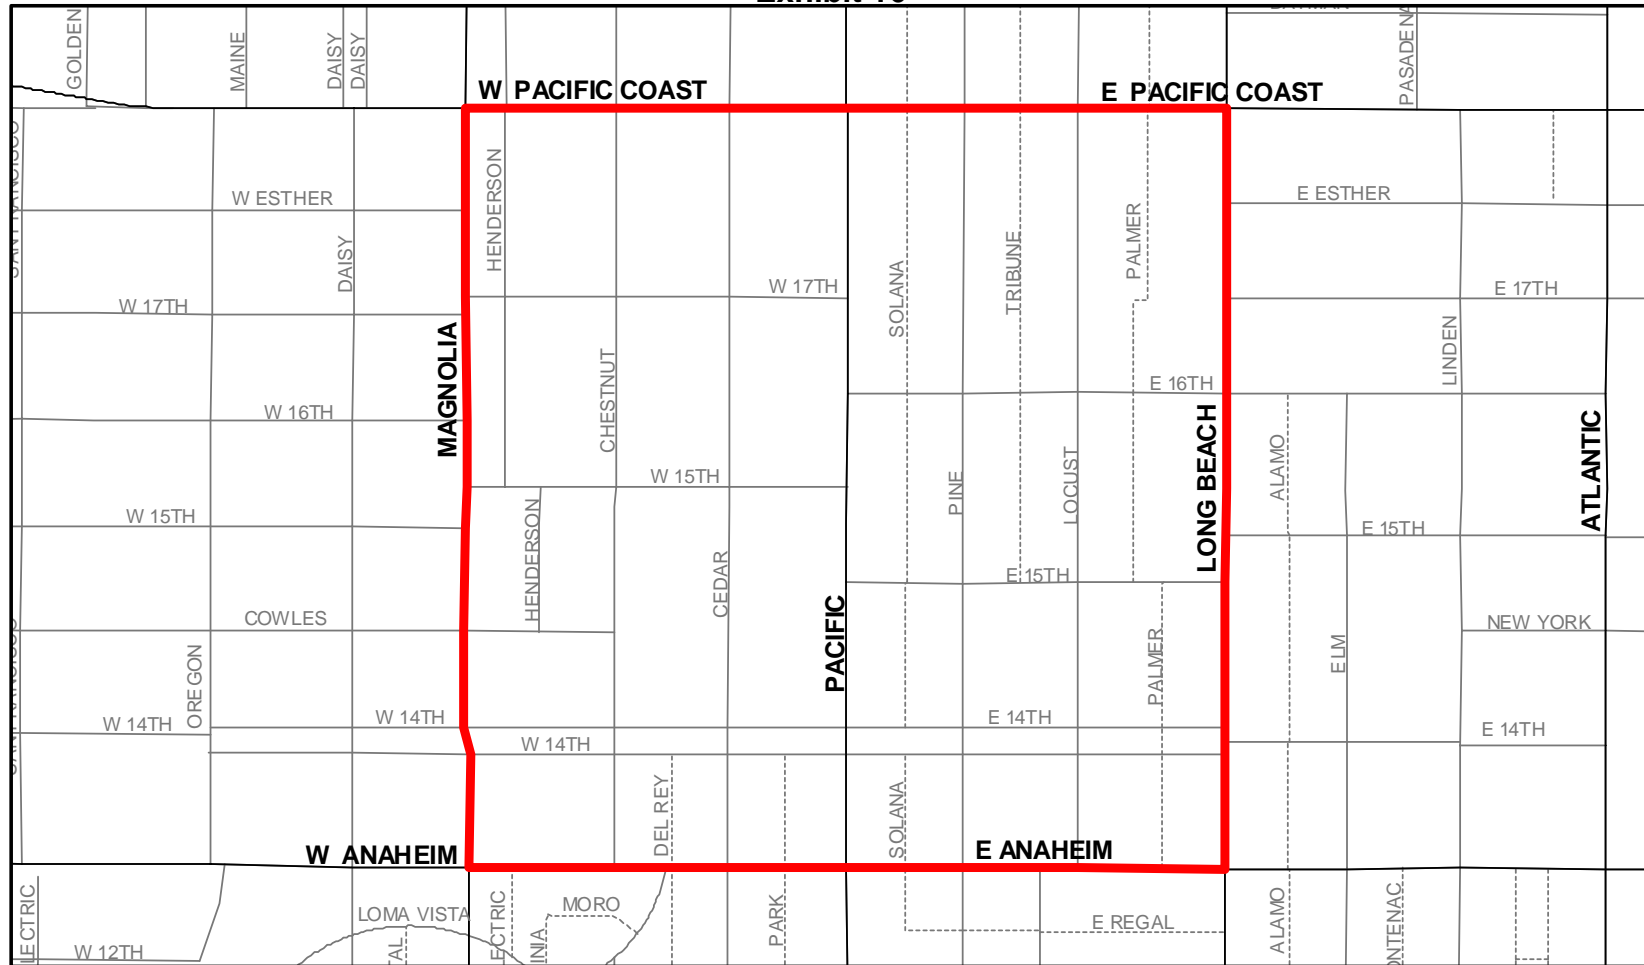 GOLDEN
MAINE
DAISY
DAISY
W PACIFIC COAST
E PACIFIC COAST
PASADENA
W ESTHER
HENDERSON
E ESTHER
DAISY
SOLANA
TRIBUNE
PALMER
W 17TH
W 17TH
E 17TH
MAGNOLIA
CHESTNUT
LINDEN
E 16TH
W 16TH
LONG BEACH
ALAMO
ATLANTIC
W 15TH
PINE
LOCUST
W 15TH
HENDERSON
E 15TH
CEDAR
E 15TH
COWLES
PACIFIC
ELM
NEW YORK
OREGON
PALMER
W 14TH
W 14TH
E 14TH
E 14TH
W 14TH
DEL REY
SOLANA
W ANAHEIM
E ANAHEIM
LOMA VISTA
MORO
PARK
E REGAL
ALAMO
W 12TH